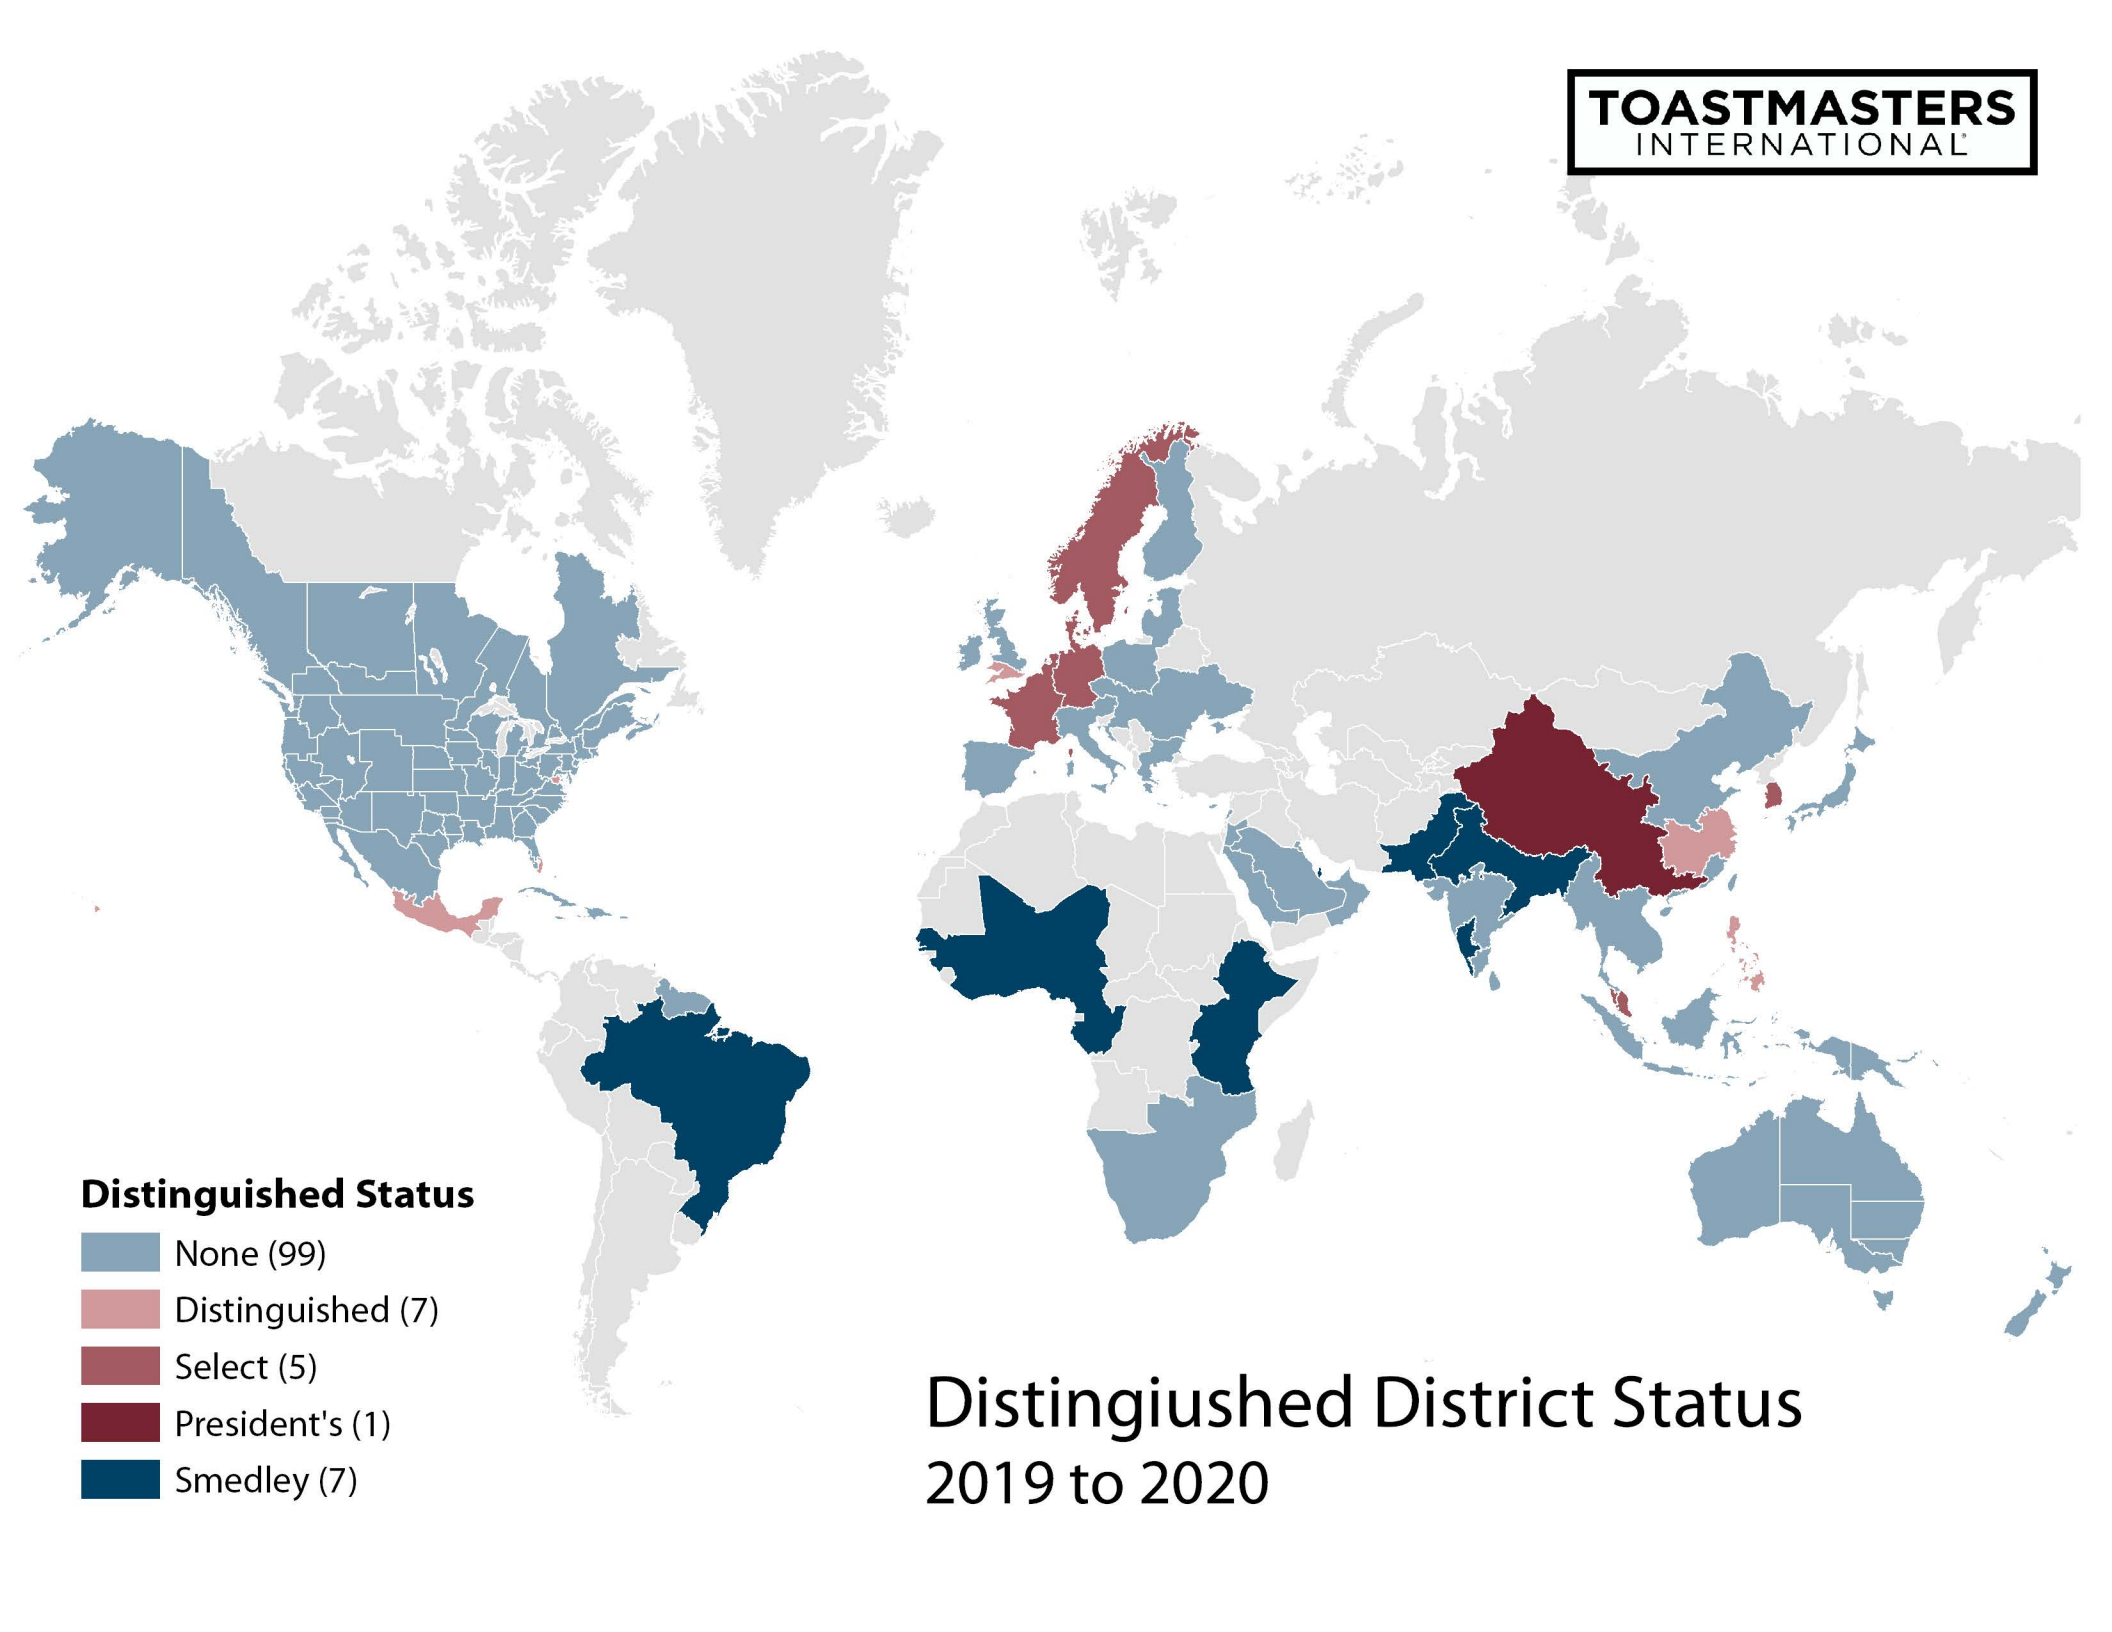 TOASTMASTERS
INTERNATIONAL®
Distinguished Status
None (99)
Distinguished (7)
Select (5)
President's (1)
Smedley (7)
Distingiushed District Status
2019 to 2020